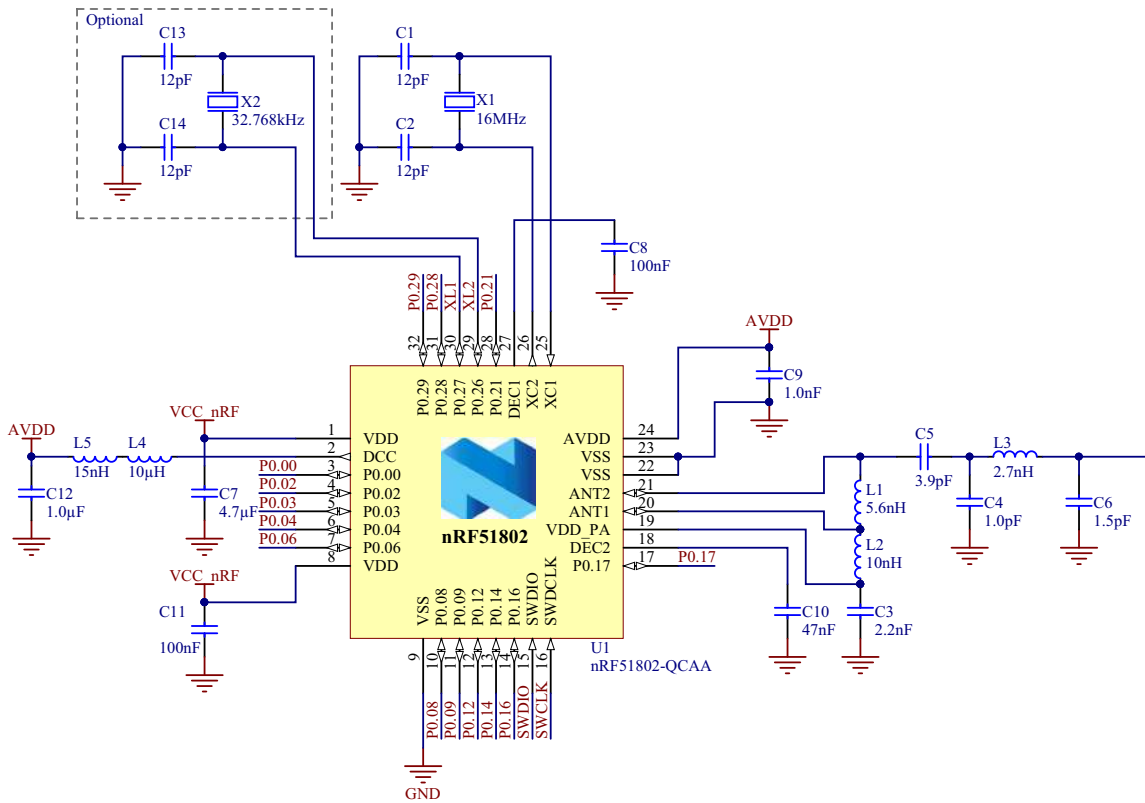 Optional
C13
12pF
X2
32.768kHz
C14
12pF
C1
12pF
X1
16MHz
C2
12pF
C8
100nF
P0.29
P0.28
XL1
XL2
P0.21
32
31
30
29
28
27
26
25
P0.29
P0.28
P0.27
P0.26
P0.21
DEC1
XC2
XC1
AVDD
C9
1.0nF
AVDD
L5
15nH
L4
10µH
C12
1.0µF
VCC_nRF
C7
4.7µF
P0.00
P0.02
P0.03
P0.04
P0.06
VCC_nRF
C11
100nF
1
2
3
4
5
6
7
8
VDD
DCC
P0.00
P0.02
P0.03
P0.04
P0.06
VDD
nRF51802
AVDD
VSS
VSS
ANT2
ANT1
VDD_PA
DEC2
P0.17
24
23
22
21
20
19
18
17
P0.17
C5
3.9pF
L3
2.7nH
L1
5.6nH
C4
1.0pF
C6
1.5pF
L2
10nH
C10
47nF
C3
2.2nF
VSS
P0.08
P0.09
P0.12
P0.14
P0.16
SWDIO
SWDCLK
9
10
11
12
13
14
15
16
P0.08
P0.09
P0.12
P0.14
P0.16
SWDIO
SWCLK
U1
nRF51802-QCAA
GND